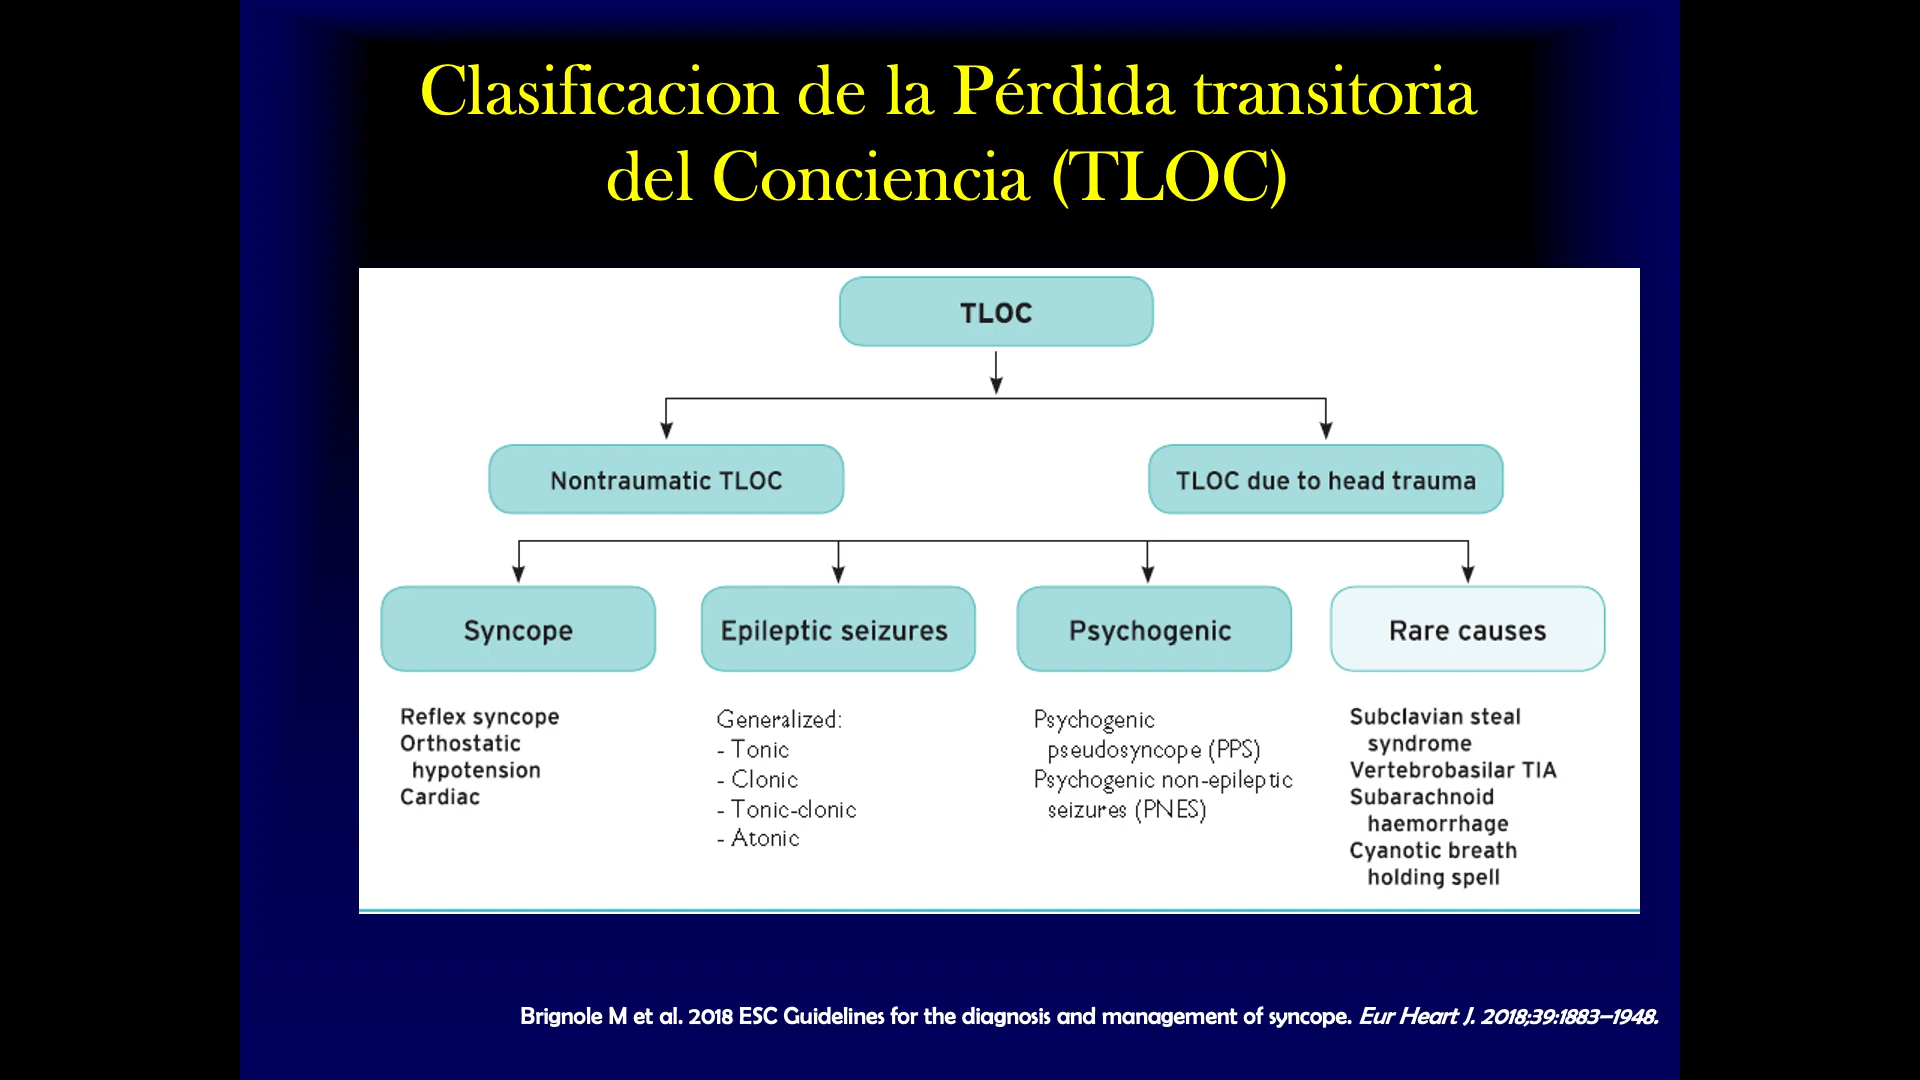 Clasificacion de la Pérdida transitoria
del Conciencia (TLOC)
TLOC
Nontraumatic TLOC
TLOC due to head trauma
Syncope
Epileptic seizures
Psychogenic
Rare causes
Reflex syncope
Orthostatic
hypotension
Cardiac
Generalized:
- Tonic
- Clonic
- Tonic-clonic
- Atonic
Psychogenic
pseudosyncope (PPS)
Psychogenic non-epileptic
seizures (PNES)
Subclavian steal
syndrome
Vertebrobasilar TIA
Subarachnoid
haemorrhage
Cyanotic breath
holding spell
Brignole M et al. 2018 ESC Guidelines for the diagnosis and management of syncope. Eur Heart J. 2018;39:1883–1948.